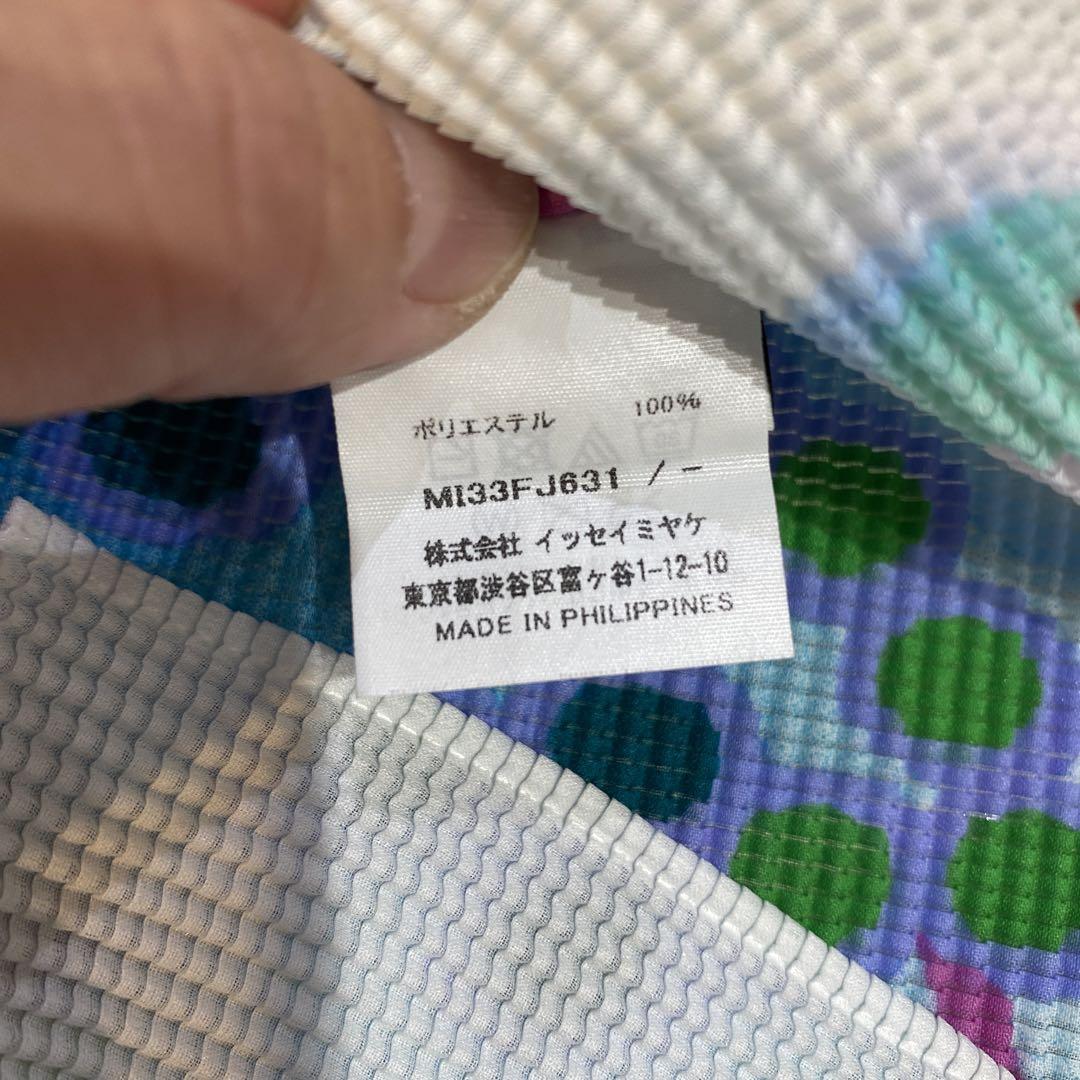 ポリエステル 100%
MI33FJ631 / -
株式会社 イッセイミヤケ
東京都渋谷区富ヶ谷1-12-10
MADE IN PHILIPPINES